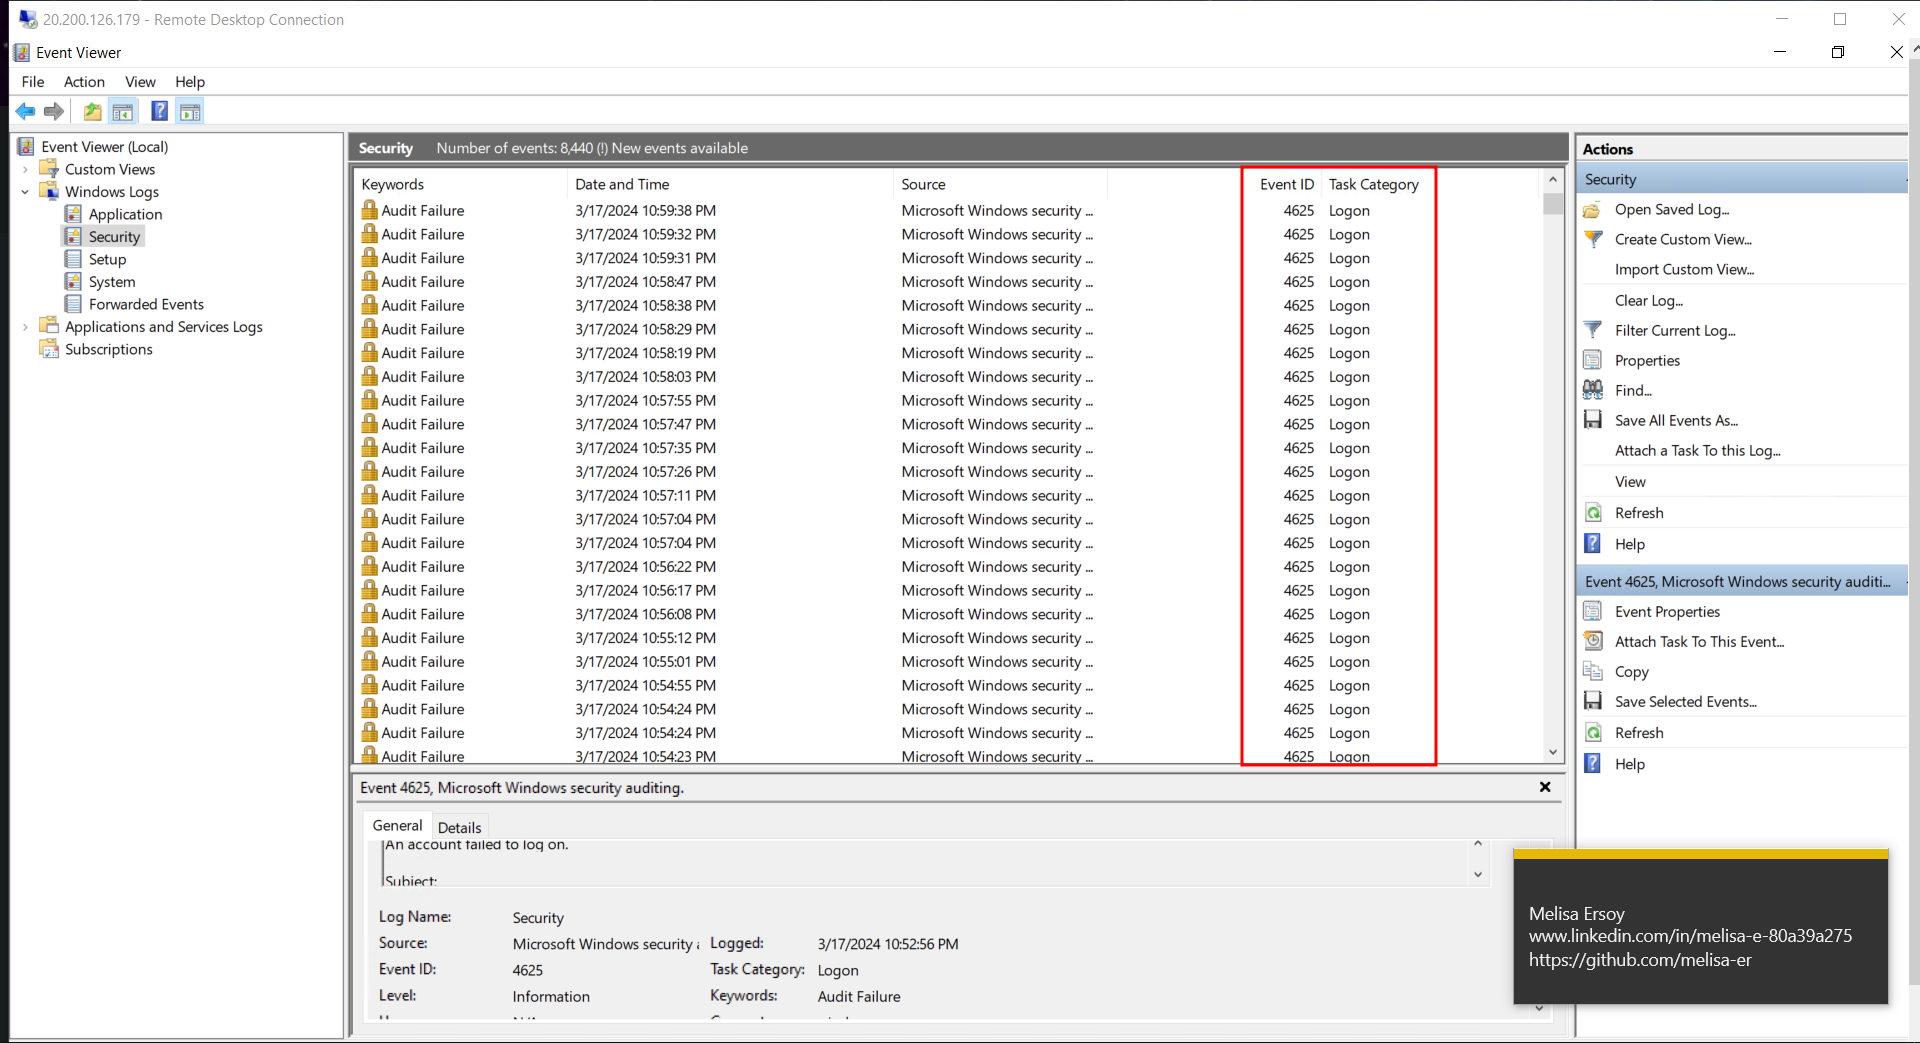 20.200.126.179 - Remote Desktop Connection
Event Viewer
File Action View Help
Event Viewer (Local)
Custom Views
Windows Logs
Application
Security
Setup
System
Forwarded Events
Applications and Services Logs
Subscriptions
Security Number of events: 8,440 (!) New events available
Keywords Date and Time Source Event ID Task Category
Audit Failure 3/17/2024 10:59:38 PM Microsoft Windows security ... 4625 Logon
Audit Failure 3/17/2024 10:59:32 PM Microsoft Windows security ... 4625 Logon
Audit Failure 3/17/2024 10:59:31 PM Microsoft Windows security ... 4625 Logon
Audit Failure 3/17/2024 10:58:47 PM Microsoft Windows security ... 4625 Logon
Audit Failure 3/17/2024 10:58:38 PM Microsoft Windows security ... 4625 Logon
Audit Failure 3/17/2024 10:58:29 PM Microsoft Windows security ... 4625 Logon
Audit Failure 3/17/2024 10:58:19 PM Microsoft Windows security ... 4625 Logon
Audit Failure 3/17/2024 10:58:03 PM Microsoft Windows security ... 4625 Logon
Audit Failure 3/17/2024 10:57:55 PM Microsoft Windows security ... 4625 Logon
Audit Failure 3/17/2024 10:57:47 PM Microsoft Windows security ... 4625 Logon
Audit Failure 3/17/2024 10:57:35 PM Microsoft Windows security ... 4625 Logon
Audit Failure 3/17/2024 10:57:26 PM Microsoft Windows security ... 4625 Logon
Audit Failure 3/17/2024 10:57:11 PM Microsoft Windows security ... 4625 Logon
Audit Failure 3/17/2024 10:57:04 PM Microsoft Windows security ... 4625 Logon
Audit Failure 3/17/2024 10:57:04 PM Microsoft Windows security ... 4625 Logon
Audit Failure 3/17/2024 10:56:22 PM Microsoft Windows security ... 4625 Logon
Audit Failure 3/17/2024 10:56:17 PM Microsoft Windows security ... 4625 Logon
Audit Failure 3/17/2024 10:56:08 PM Microsoft Windows security ... 4625 Logon
Audit Failure 3/17/2024 10:55:12 PM Microsoft Windows security ... 4625 Logon
Audit Failure 3/17/2024 10:55:01 PM Microsoft Windows security ... 4625 Logon
Audit Failure 3/17/2024 10:54:55 PM Microsoft Windows security ... 4625 Logon
Audit Failure 3/17/2024 10:54:24 PM Microsoft Windows security ... 4625 Logon
Audit Failure 3/17/2024 10:54:24 PM Microsoft Windows security ... 4625 Logon
Audit Failure 3/17/2024 10:54:23 PM Microsoft Windows security ... 4625 Logon
Event 4625, Microsoft Windows security auditing.
General Details
An account failed to log on.
Subject:
Log Name: Security
Source: Microsoft Windows security Logged: 3/17/2024 10:52:56 PM
Event ID: 4625 Task Category: Logon
Level: Information Keywords: Audit Failure
Actions
Security
Open Saved Log...
Create Custom View...
Import Custom View...
Clear Log...
Filter Current Log...
Properties
Find...
Save All Events As...
Attach a Task To this Log...
View
Refresh
Help
Event 4625, Microsoft Windows security auditi...
Event Properties
Attach Task To This Event...
Copy
Save Selected Events...
Refresh
Help
Melisa Ersoy
www.linkedin.com/in/melisa-e-80a39a275
https://github.com/melisa-er